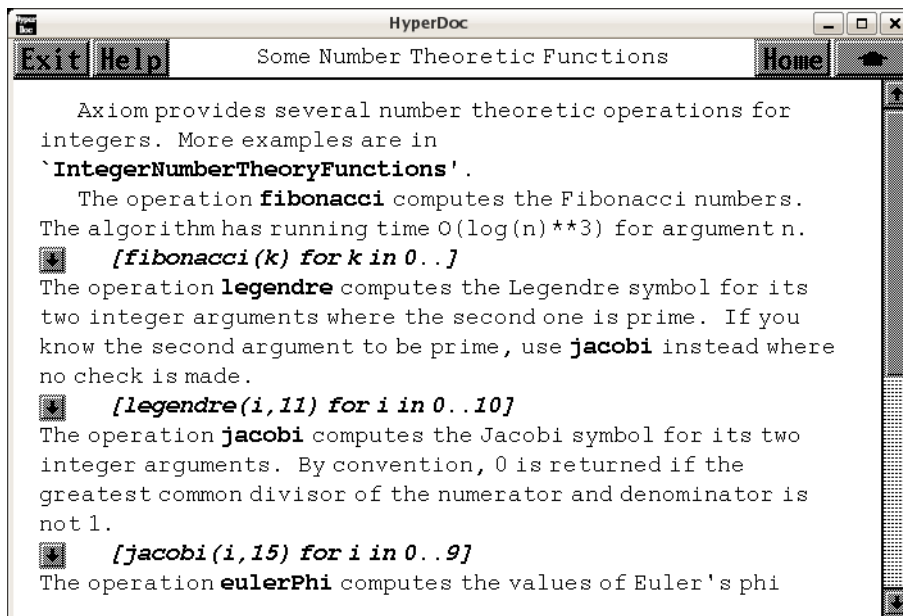 Hyper Doc
HyperDoc
Exit Help Some Number Theoretic Functions Home
Axiom provides several number theoretic operations for
integers. More examples are in
`IntegerNumberTheoryFunctions'.
The operation fibonacci computes the Fibonacci numbers.
The algorithm has running time O(log(n)**3) for argument n.
[fibonacci(k) for k in 0..]
The operation legendre computes the Legendre symbol for its
two integer arguments where the second one is prime. If you
know the second argument to be prime, use jacobi instead where
no check is made.
[legendre(i,11) for i in 0..10]
The operation jacobi computes the Jacobi symbol for its two
integer arguments. By convention, 0 is returned if the
greatest common divisor of the numerator and denominator is
not 1.
[jacobi(i,15) for i in 0..9]
The operation eulerPhi computes the values of Euler's phi